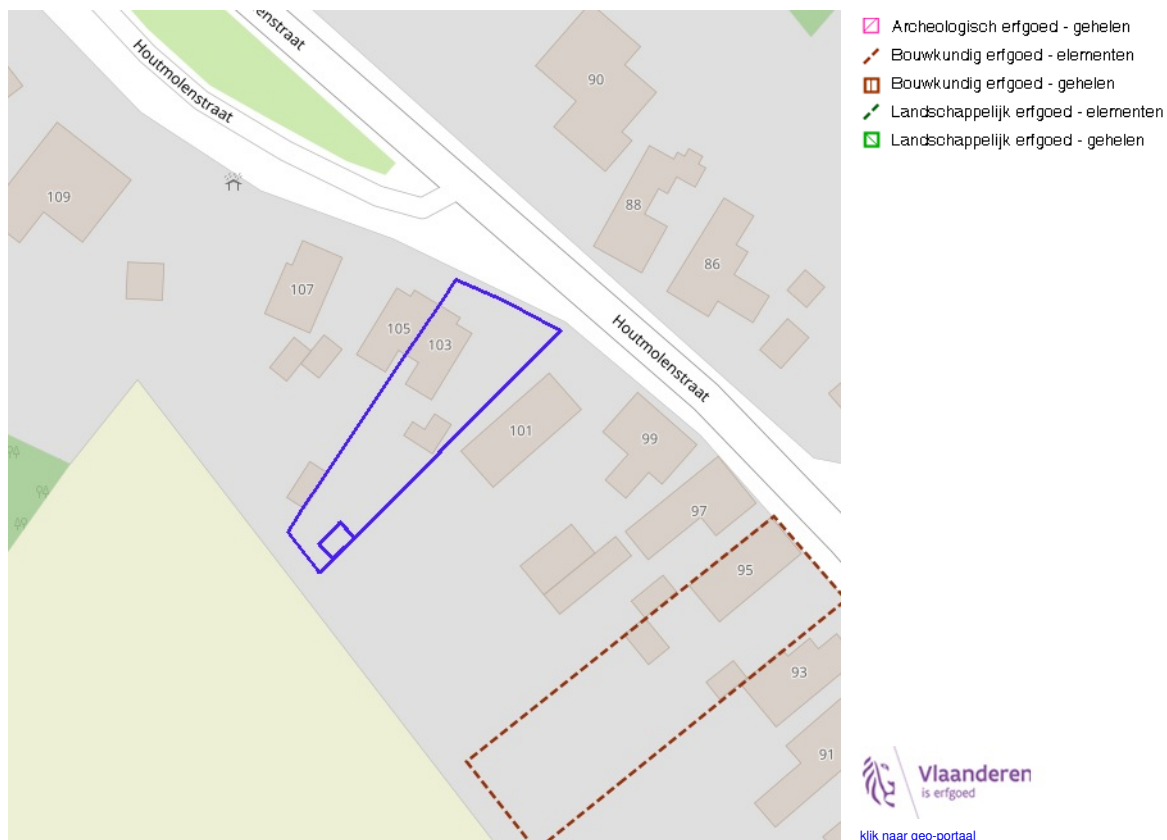 enstraat
Houtmolenstraat
90
109
88
86
107
105
103
Houtmolenstraat
101
99
97
95
93
91
Archeologisch erfgoed - gehelen
Bouwkundig erfgoed - elementen
Bouwkundig erfgoed - gehelen
Landschappelijk erfgoed - elementen
Landschappelijk erfgoed - gehelen
Vlaanderen
is erfgoed
klik naar geo-portaal